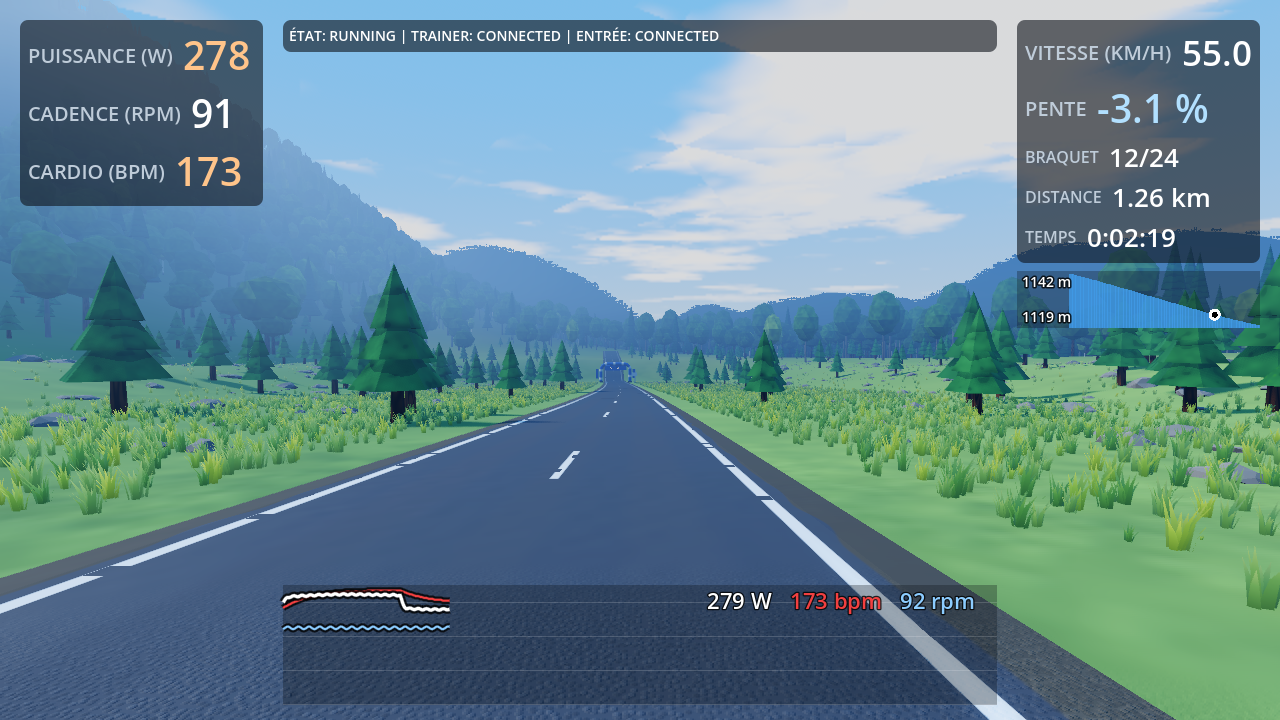 PUISSANCE (W) 278
CADENCE (RPM) 91
CARDIO (BPM) 173
ÉTAT: RUNNING | TRAINER: CONNECTED | ENTRÉE: CONNECTED
VITESSE (KM/H) 55.0
PENTE -3.1 %
BRAQUET 12/24
DISTANCE 1.26 km
TEMPS 0:02:19
1142 m
1119 m
279 W 173 bpm 92 rpm